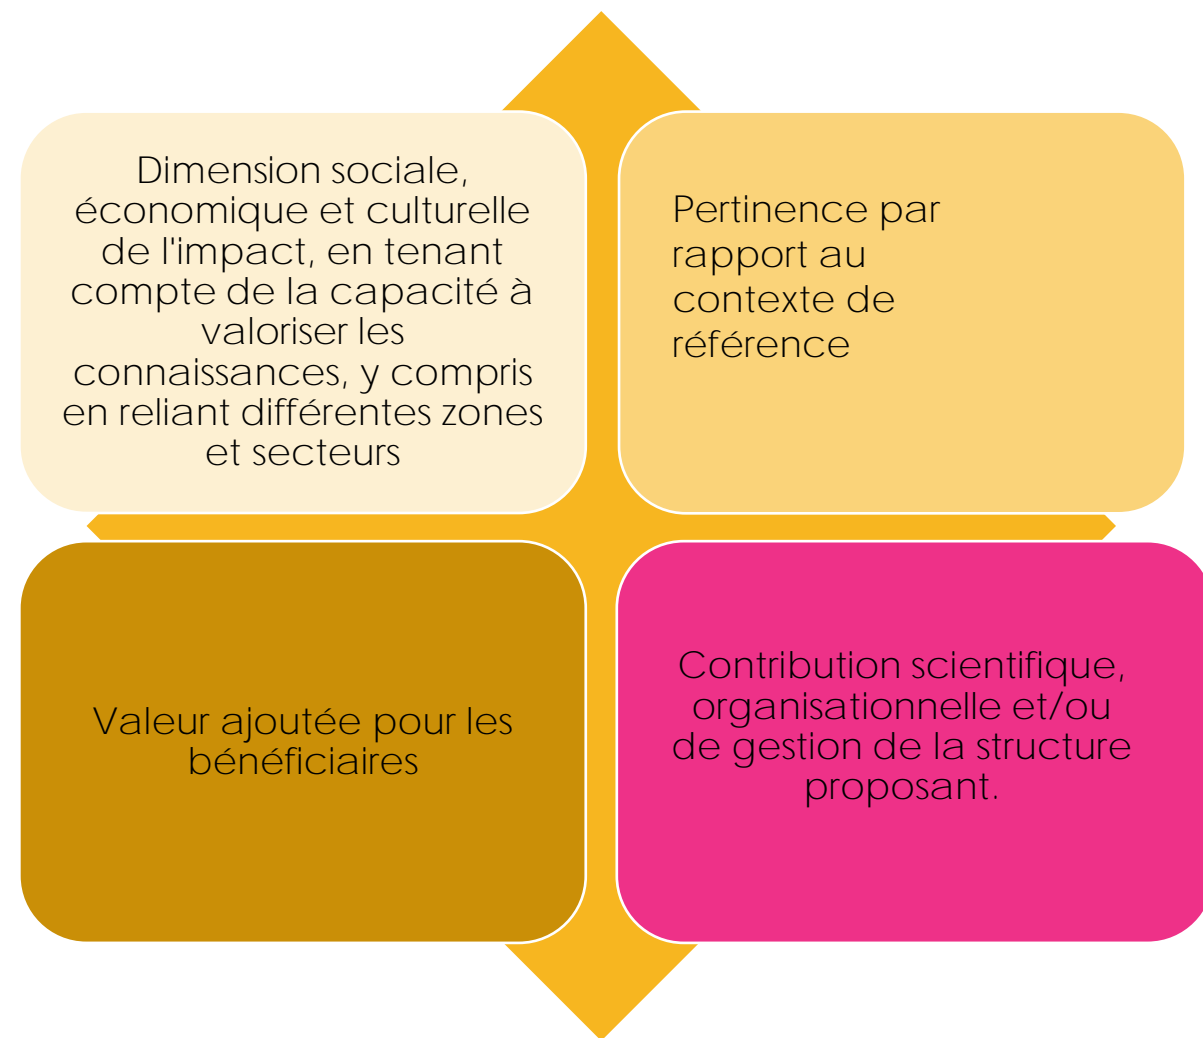 Dimension sociale,
économique et culturelle
de l'impact, en tenant
compte de la capacité à
valoriser les
connaissances, y compris
en reliant différentes zones
et secteurs
Pertinence par
rapport au
contexte de
référence
Valeur ajoutée pour les
bénéficiaires
Contribution scientifique,
organisationnelle et/ou
de gestion de la structure
proposant.